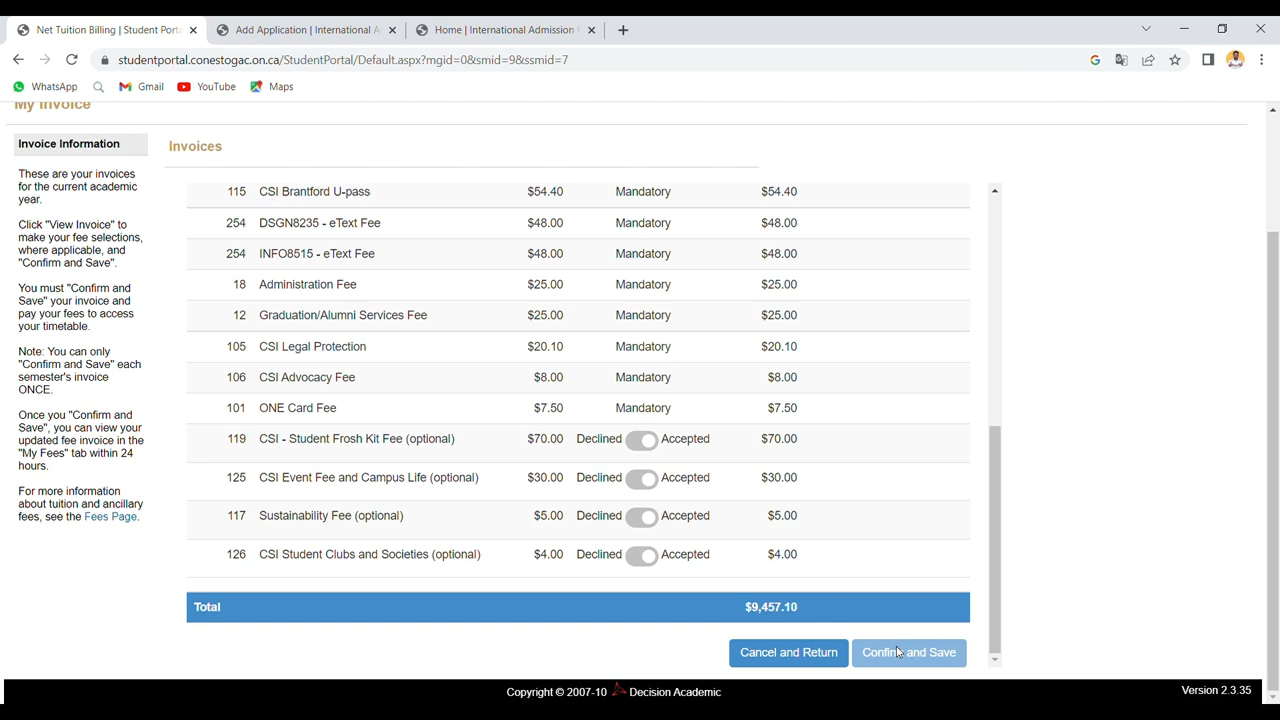 Net Tuition Billing | Student Porta
Add Application | International A
Home | International Admission
studentportal.conestogac.on.ca/StudentPortal/Default.aspx?mgid=0&smid=9&ssmid=7
WhatsApp Gmail YouTube Maps
My Invoice
Invoice Information
These are your invoices
for the current academic
year.
Click "View Invoice" to
make your fee selections,
where applicable, and
"Confirm and Save".
You must "Confirm and
Save" your invoice and
pay your fees to access
your timetable.
Note: You can only
"Confirm and Save" each
semester's invoice
ONCE.
Once you "Confirm and
Save", you can view your
updated fee invoice in the
"My Fees" tab within 24
hours.
For more information
about tuition and ancillary
fees, see the Fees Page.
Invoices
115 CSI Brantford U-pass $54.40 Mandatory $54.40
254 DSGN8235 - eText Fee $48.00 Mandatory $48.00
254 INFO8515 - eText Fee $48.00 Mandatory $48.00
18 Administration Fee $25.00 Mandatory $25.00
12 Graduation/Alumni Services Fee $25.00 Mandatory $25.00
105 CSI Legal Protection $20.10 Mandatory $20.10
106 CSI Advocacy Fee $8.00 Mandatory $8.00
101 ONE Card Fee $7.50 Mandatory $7.50
119 CSI - Student Frosh Kit Fee (optional) $70.00 Declined Accepted $70.00
125 CSI Event Fee and Campus Life (optional) $30.00 Declined Accepted $30.00
117 Sustainability Fee (optional) $5.00 Declined Accepted $5.00
126 CSI Student Clubs and Societies (optional) $4.00 Declined Accepted $4.00
Total $9,457.10
Cancel and Return Confirm and Save
Copyright © 2007-10 Decision Academic
Version 2.3.35